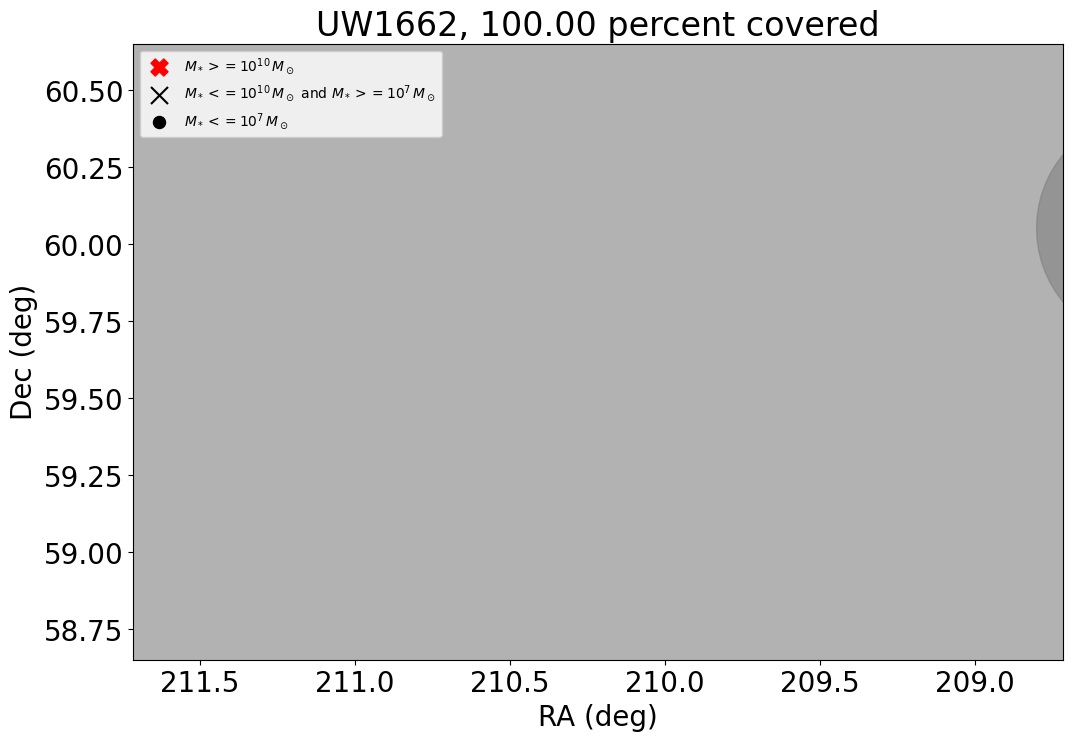 UW1662, 100.00 percent covered
M* >= 10^10 M⊙
M* <= 10^10 M⊙ and M* >= 10^7 M⊙
M* <= 10^7 M⊙
60.50
60.25
60.00
59.75
59.50
59.25
59.00
58.75
Dec (deg)
211.5 211.0 210.5 210.0 209.5 209.0
RA (deg)